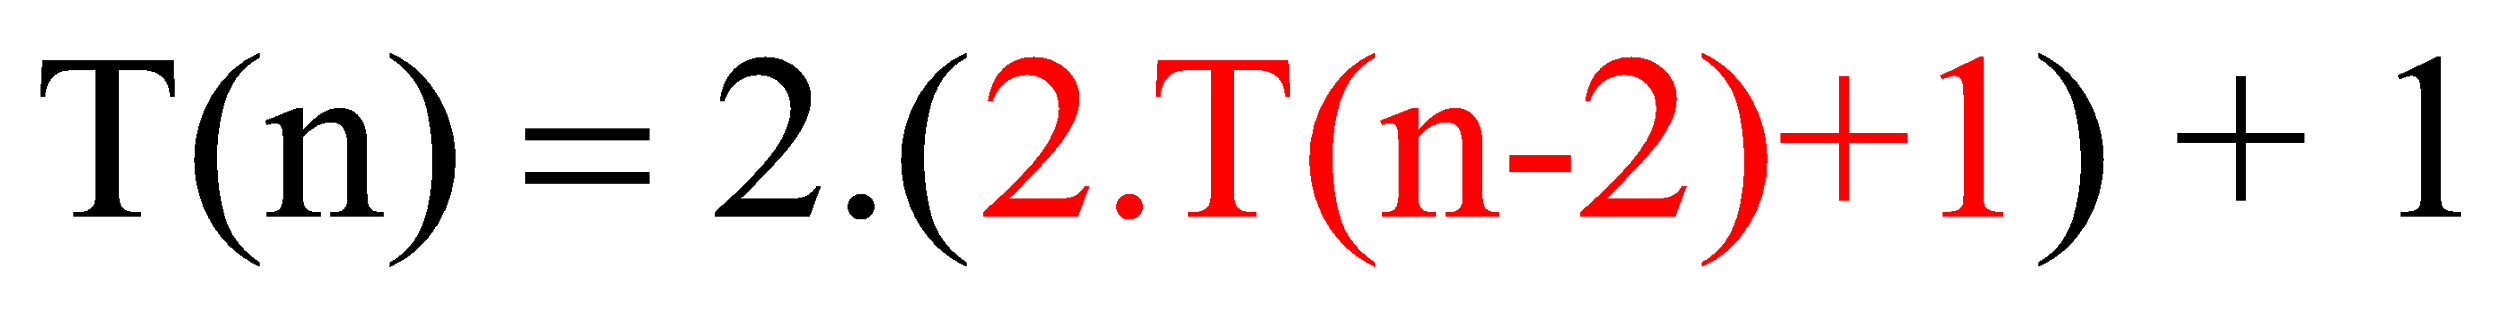 T(n) = 2.(2.T(n-2)+1) + 1